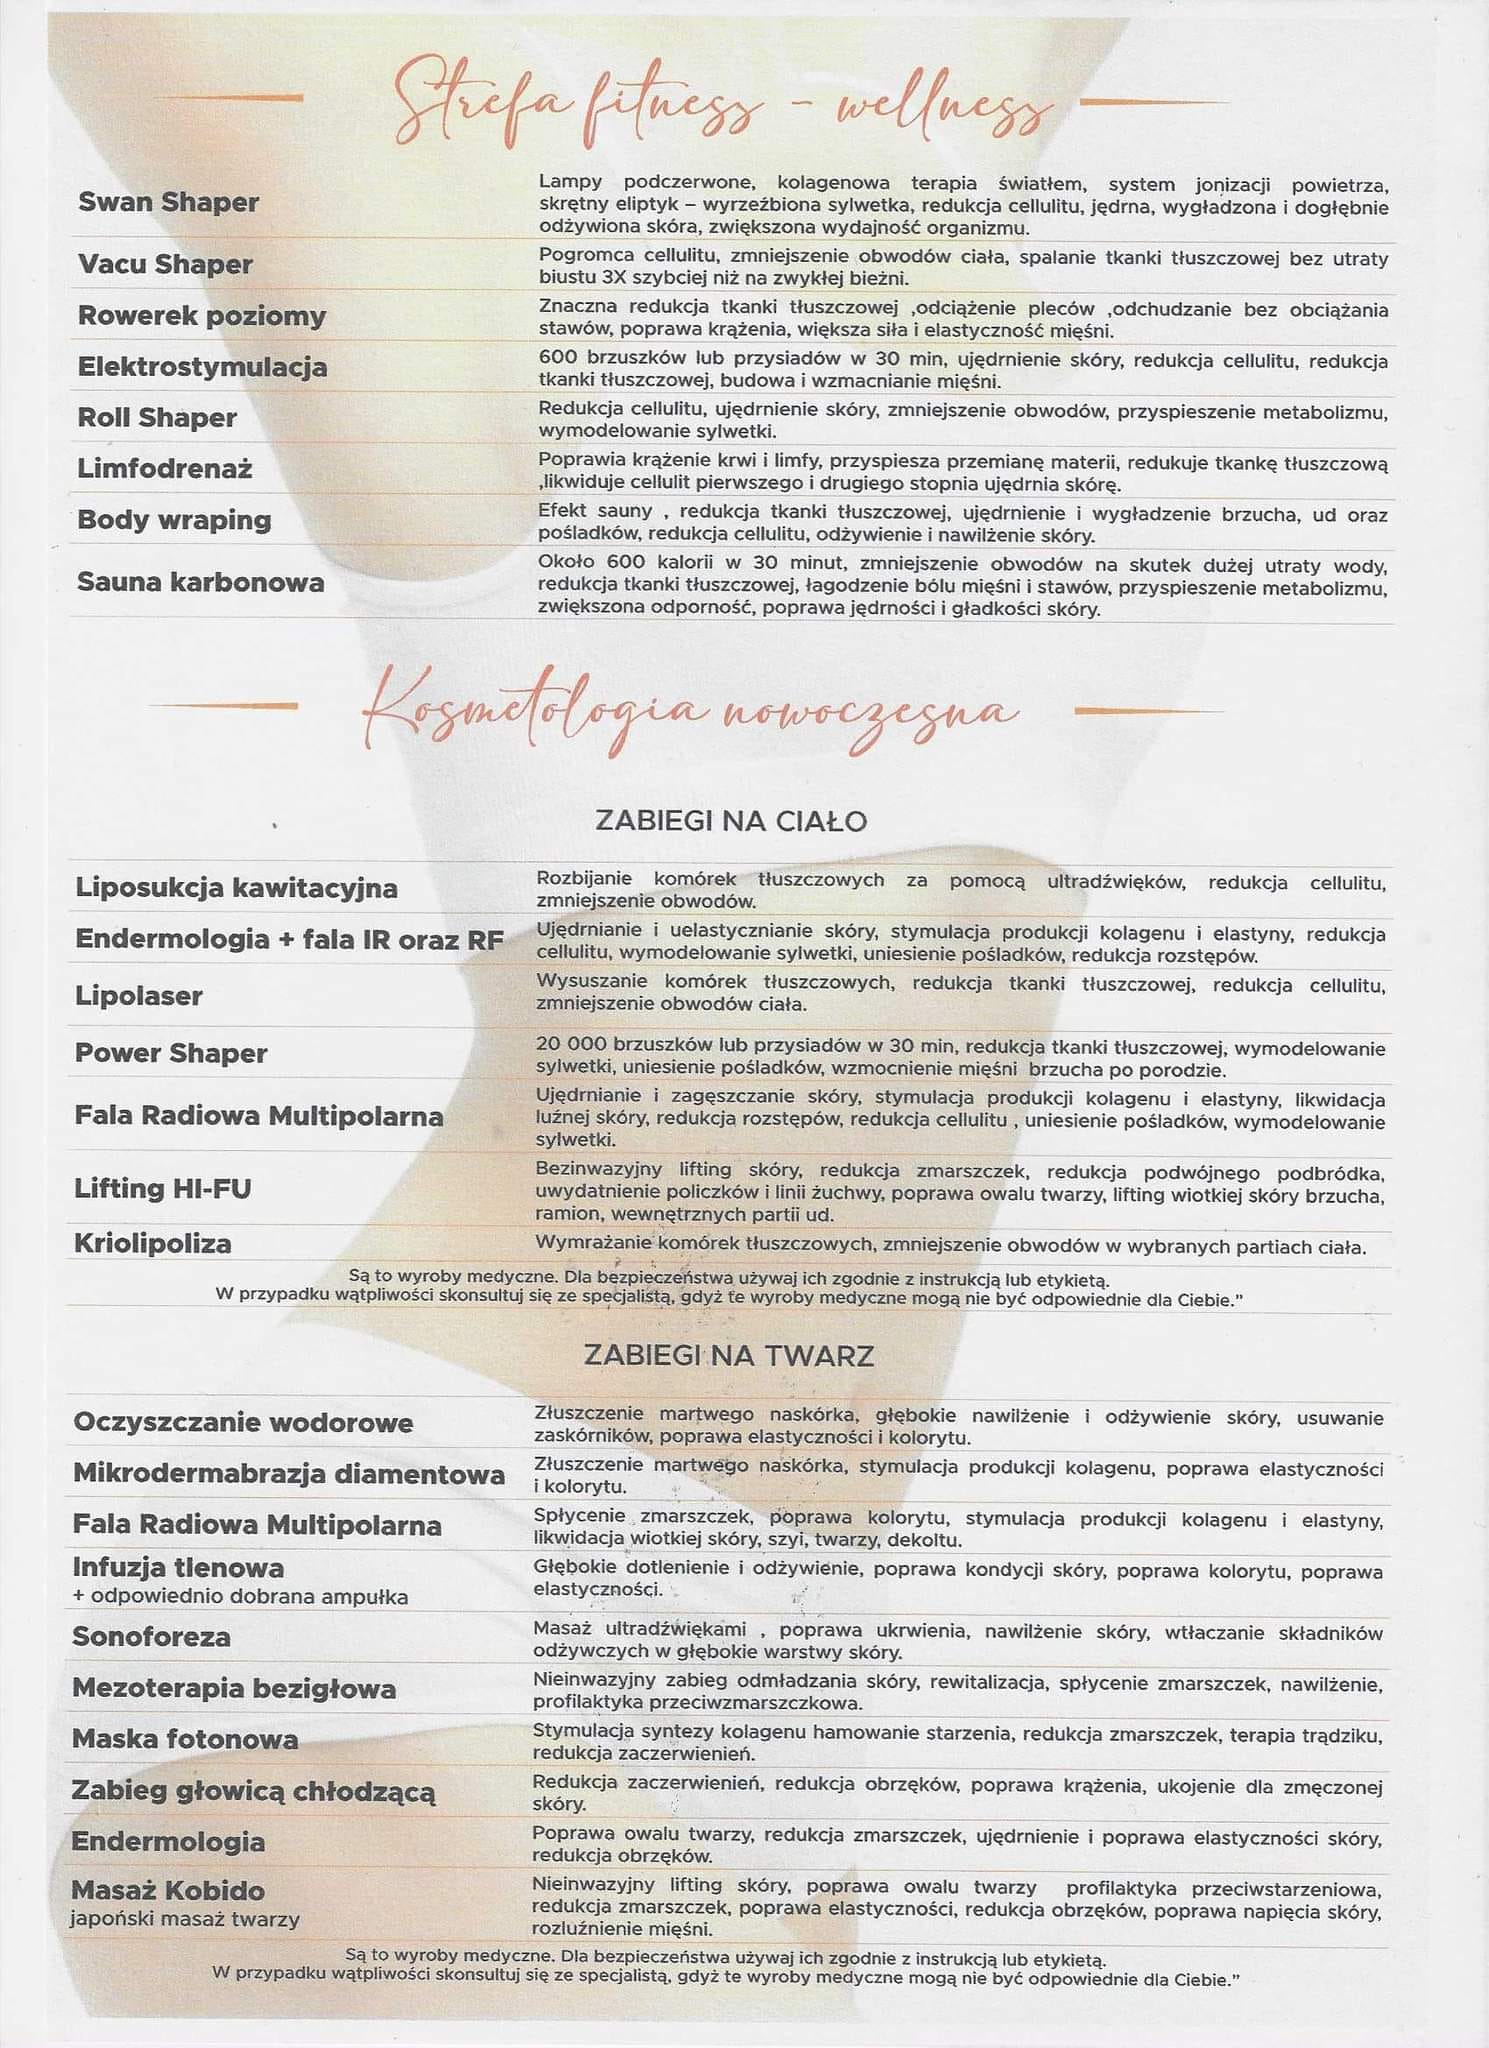 Strefa fitness - wellness
Swan Shaper
Lampy podczerwone, kolagenowa terapia światłem, system jonizacji powietrza,
skrętny eliptyk – wyrzeźbiona sylwetka, redukcja cellulitu, jędrna, wygładzona i dogłębnie
odżywiona skóra, zwiększona wydajność organizmu.
Vacu Shaper
Pogromca cellulitu, zmniejszenie obwodów ciała, spalanie tkanki tłuszczowej bez utraty
biustu 3X szybciej niż na zwykłej bieżni.
Rowerek poziomy
Znaczna redukcja tkanki tłuszczowej ,odciążenie pleców ,odchudzanie bez obciążania
stawów, poprawa krążenia, większa siła i elastyczność mięśni.
Elektrostymulacja
600 brzuszków lub przysiadów w 30 min, ujędrnienie skóry, redukcja cellulitu, redukcja
tkanki tłuszczowej, budowa i wzmacnianie mięśni.
Roll Shaper
Redukcja cellulitu, ujędrnienie skóry, zmniejszenie obwodów, przyspieszenie metabolizmu,
wymodelowanie sylwetki.
Limfodrenaż
Poprawia krążenie krwi i limfy, przyspiesza przemianę materii, redukuje tkankę tłuszczową
,likwiduje cellulit pierwszego i drugiego stopnia ujędrnia skórę.
Body wraping
Efekt sauny , redukcja tkanki tłuszczowej, ujędrnienie i wygładzenie brzucha, ud oraz
pośladków, redukcja cellulitu, odżywienie i nawilżenie skóry.
Sauna karbonowa
Około 600 kalorii w 30 minut, zmniejszenie obwodów na skutek dużej utraty wody,
redukcja tkanki tłuszczowej, łagodzenie bólu mięśni i stawów, przyspieszenie metabolizmu,
zwiększona odporność, poprawa jędrności i gładkości skóry.
Kosmetologia nowoczesna
ZABIEGI NA CIAŁO
Liposukcja kawitacyjna
Rozbijanie komórek tłuszczowych za pomocą ultradźwięków, redukcja cellulitu,
zmniejszenie obwodów.
Endermologia + fala IR oraz RF
Ujędrnianie i uelastycznianie skóry, stymulacja produkcji kolagenu i elastyny, redukcja
cellulitu, wymodelowanie sylwetki, uniesienie pośladków, redukcja rozstępów.
Lipolaser
Wysuszanie komórek tłuszczowych, redukcja tkanki tłuszczowej, redukcja cellulitu,
zmniejszenie obwodów ciała.
Power Shaper
20 000 brzuszków lub przysiadów w 30 min, redukcja tkanki tłuszczowej, wymodelowanie
sylwetki, uniesienie pośladków, wzmocnienie mięśni brzucha po porodzie.
Fala Radiowa Multipolarna
Ujędrnianie i zagęszczanie skóry, stymulacja produkcji kolagenu i elastyny, likwidacja
luźnej skóry, redukcja rozstępów, redukcja cellulitu , uniesienie pośladków, wymodelowanie
sylwetki.
Lifting HI-FU
Bezinwazyjny lifting skóry, redukcja zmarszczek, redukcja podwójnego podbródka,
uwydatnienie policzków i linii żuchwy, poprawa owalu twarzy, lifting wiotkiej skóry brzucha,
ramion, wewnętrznych partii ud.
Kriolipoliza
Wymrażanie komórek tłuszczowych, zmniejszenie obwodów w wybranych partiach ciała.
Są to wyroby medyczne. Dla bezpieczeństwa używaj ich zgodnie z instrukcją lub etykietą.
W przypadku wątpliwości skonsultuj się ze specjalistą, gdyż te wyroby medyczne mogą nie być odpowiednie dla Ciebie.”
ZABIEGI NA TWARZ
Oczyszczanie wodorowe
Złuszczenie martwego naskórka, głębokie nawilżenie i odżywienie skóry, usuwanie
zaskórników, poprawa elastyczności i kolorytu.
Mikrodermabrazja diamentowa
Złuszczenie martwego naskórka, stymulacja produkcji kolagenu, poprawa elastyczności
i kolorytu.
Fala Radiowa Multipolarna
Spłycenie zmarszczek, poprawa kolorytu, stymulacja produkcji kolagenu i elastyny,
likwidacja wiotkiej skóry, szyi, twarzy, dekoltu.
Infuzja tlenowa
+ odpowiednio dobrana ampułka
Głębokie dotlenienie i odżywienie, poprawa kondycji skóry, poprawa kolorytu, poprawa
elastyczności.
Sonoforeza
Masaż ultradźwiękami , poprawa ukrwienia, nawilżenie skóry, wtłaczanie składników
odżywczych w głębokie warstwy skóry.
Mezoterapia bezigłowa
Nieinwazyjny zabieg odmładzania skóry, rewitalizacja, spłycenie zmarszczek, nawilżenie,
profilaktyka przeciwzmarszczkowa.
Maska fotonowa
Stymulacja syntezy kolagenu hamowanie starzenia, redukcja zmarszczek, terapia trądziku,
redukcja zaczerwienień.
Zabieg głowicą chłodzącą
Redukcja zaczerwienień, redukcja obrzęków, poprawa krążenia, ukojenie dla zmęczonej
skóry.
Endermologia
Poprawa owalu twarzy, redukcja zmarszczek, ujędrnienie i poprawa elastyczności skóry,
redukcja obrzęków.
Masaż Kobido
japoński masaż twarzy
Nieinwazyjny lifting skóry, poprawa owalu twarzy profilaktyka przeciwstarzeniowa,
redukcja zmarszczek, poprawa elastyczności, redukcja obrzęków, poprawa napięcia skóry,
rozluźnienie mięśni.
Są to wyroby medyczne. Dla bezpieczeństwa używaj ich zgodnie z instrukcją lub etykietą.
W przypadku wątpliwości skonsultuj się ze specjalistą, gdyż te wyroby medyczne mogą nie być odpowiednie dla Ciebie.”